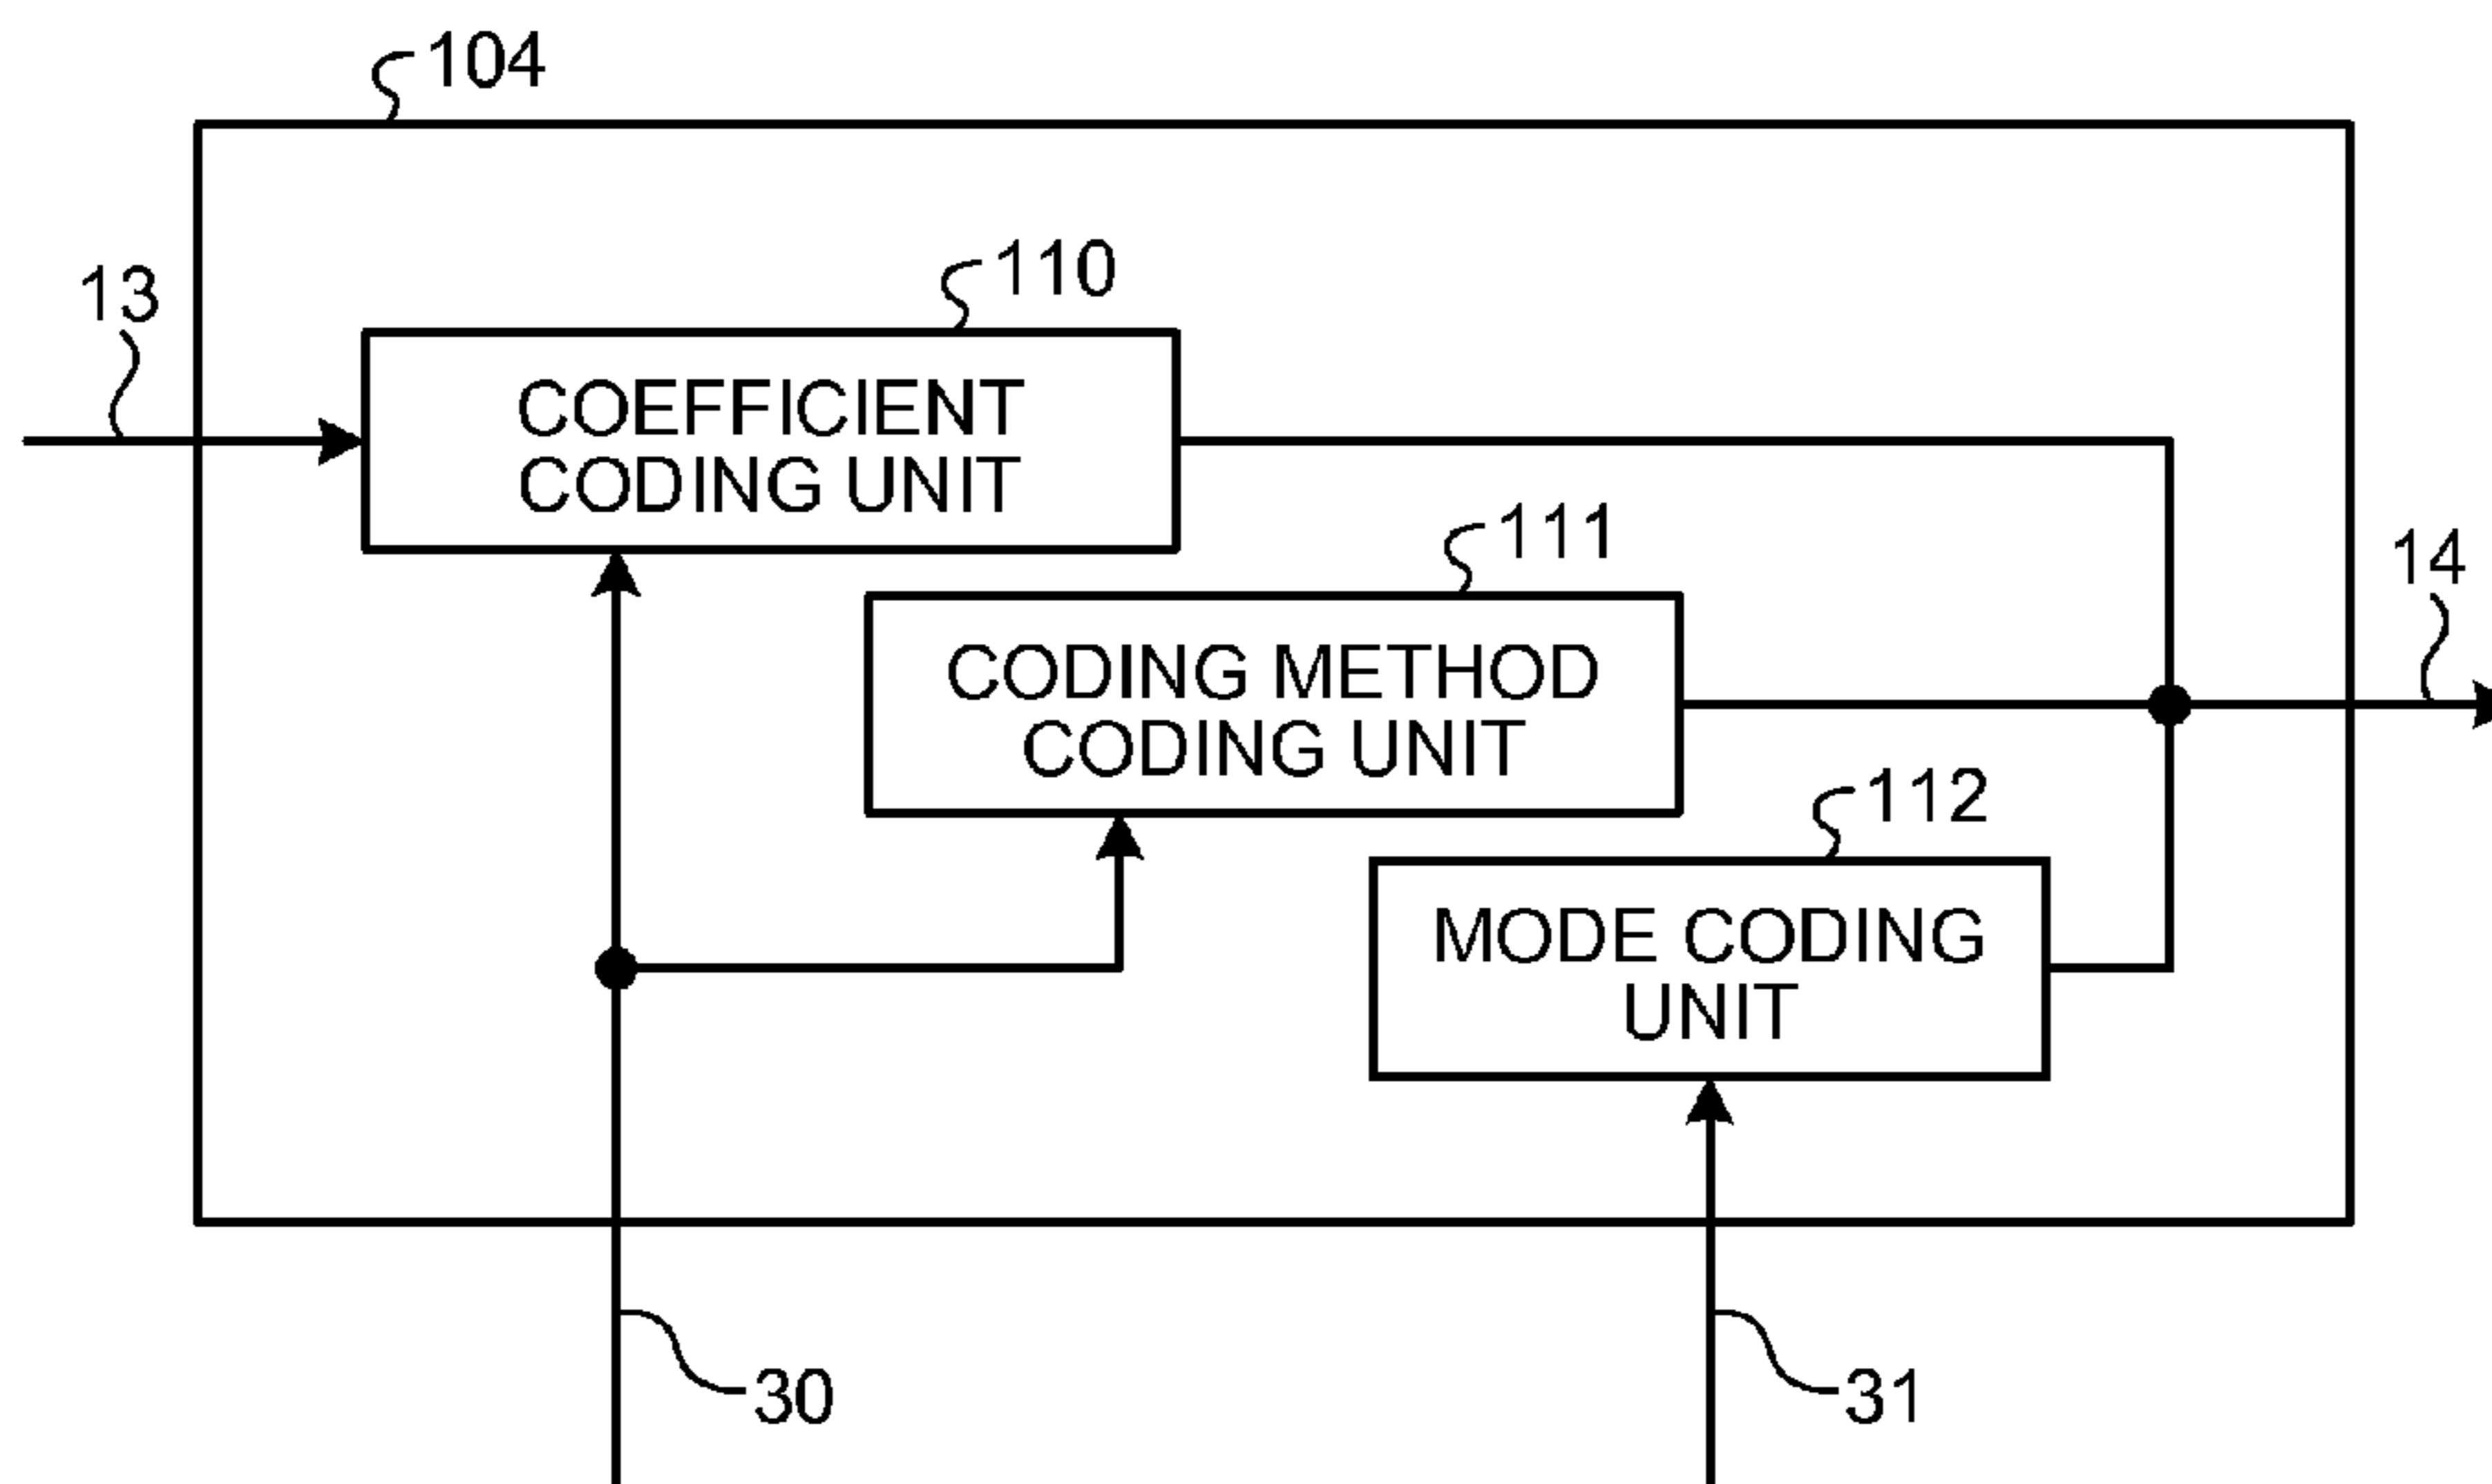 104
13
110
COEFFICIENT
CODING UNIT
111
14
CODING METHOD
CODING UNIT
112
MODE CODING
UNIT
30
31